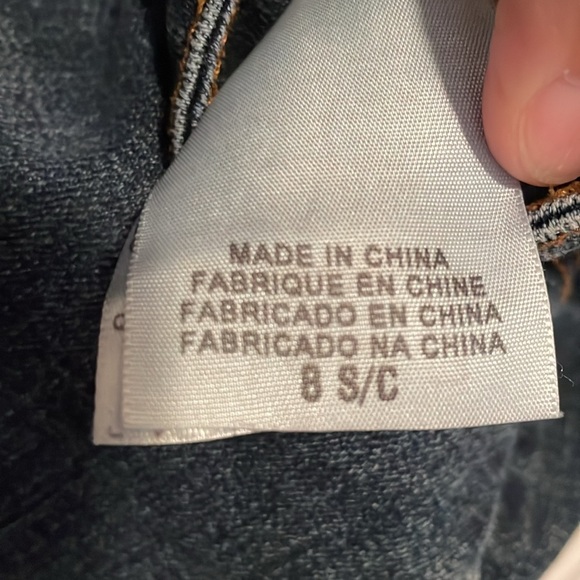 MADE IN CHINA
FABRIQUE EN CHINE
FABRICADO EN CHINA
FABRICADO NA CHINA
8 S/C